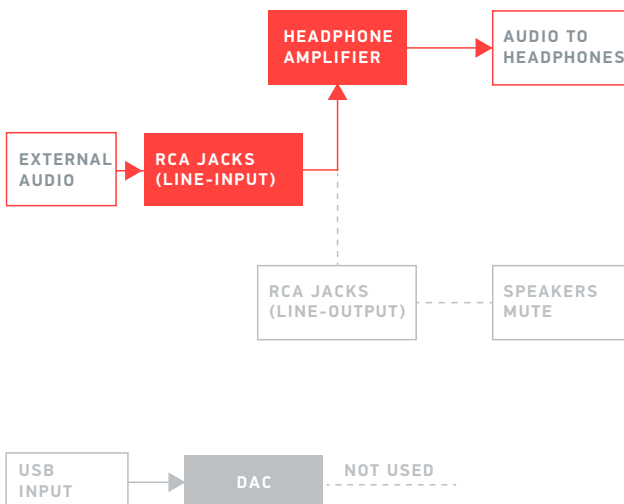 HEADPHONE
AMPLIFIER
AUDIO TO
HEADPHONES
EXTERNAL
AUDIO
RCA JACKS
(LINE-INPUT)
RCA JACKS
(LINE-OUTPUT)
SPEAKERS
MUTE
USB
INPUT
DAC
NOT USED